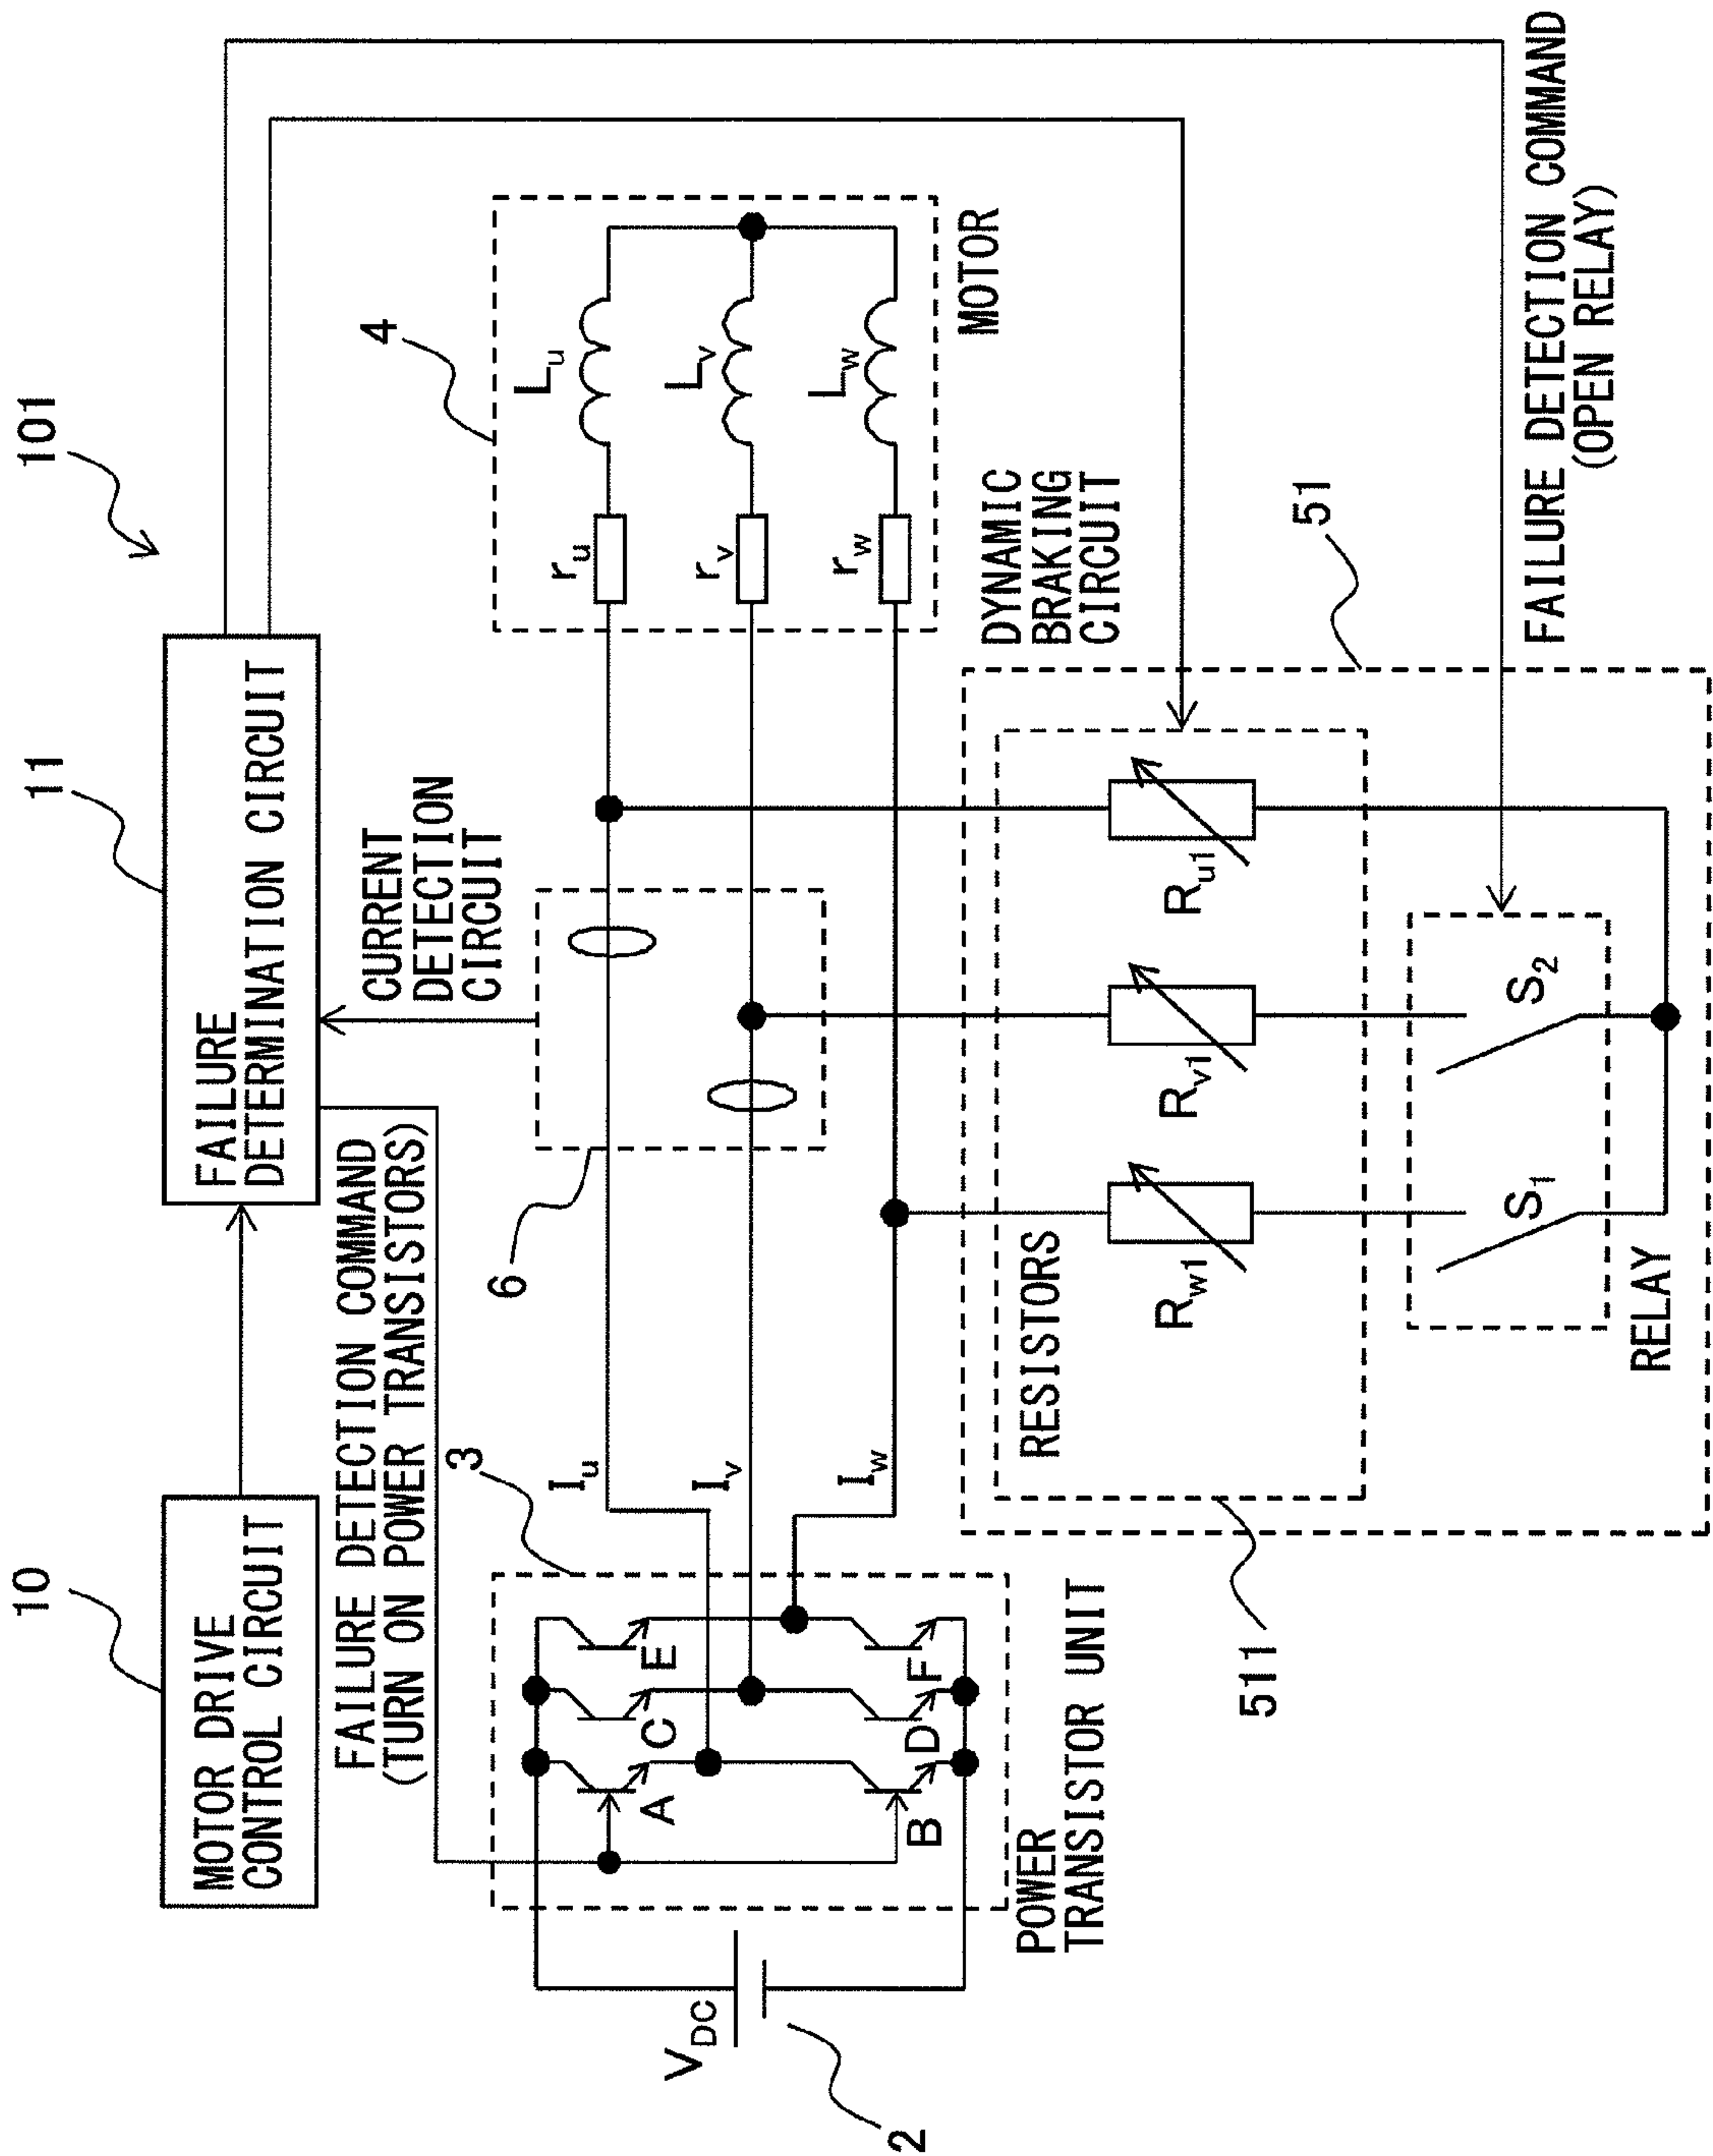 101
10
MOTOR DRIVE
CONTROL CIRCUIT
11
FAILURE
DETERMINATION CIRCUIT
FAILURE DETECTION COMMAND
(TURN ON POWER TRANSISTORS)
CURRENT
DETECTION
CIRCUIT
6
4
Lu
Lv
Lw
ru
rv
rw
MOTOR
3
Iu
Iv
Iw
A
C
E
B
D
F
VDC
2
POWER
TRANSISTOR UNIT
DYNAMIC
BRAKING
CIRCUIT
51
RESISTORS
Rw1
Rv1
Ru1
511
S1
S2
RELAY
FAILURE DETECTION COMMAND
(OPEN RELAY)